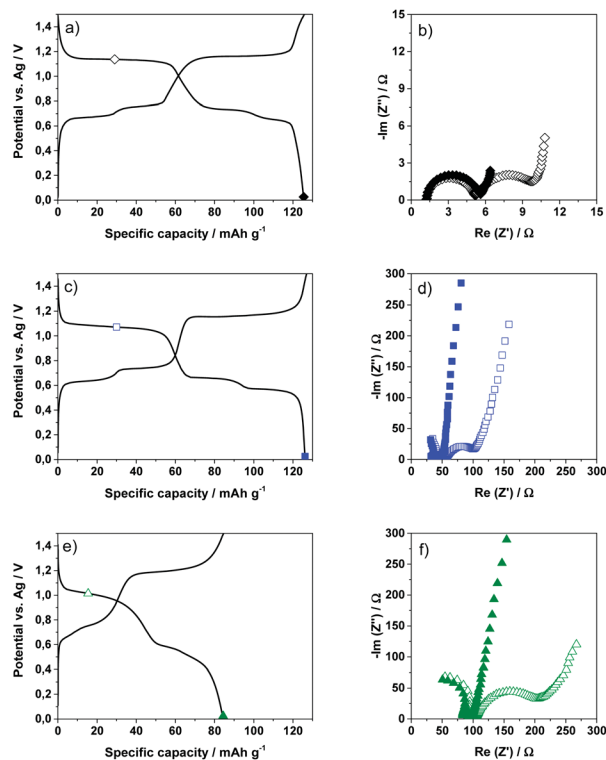 a)
Potential vs. Ag / V
1,4
1,2
1,0
0,8
0,6
0,4
0,2
0,0
0 20 40 60 80 100 120
Specific capacity / mAh g⁻¹
b)
-Im (Z'') / Ω
15
12
9
6
3
0
0 3 6 9 12 15
Re (Z') / Ω
c)
Potential vs. Ag / V
1,4
1,2
1,0
0,8
0,6
0,4
0,2
0,0
0 20 40 60 80 100 120
Specific capacity / mAh g⁻¹
d)
-Im (Z'') / Ω
300
250
200
150
100
50
0
0 50 100 150 200 250 300
Re (Z') / Ω
e)
Potential vs. Ag / V
1,4
1,2
1,0
0,8
0,6
0,4
0,2
0,0
0 20 40 60 80 100 120
Specific capacity / mAh g⁻¹
f)
-Im (Z'') / Ω
300
250
200
150
100
50
0
0 50 100 150 200 250 300
Re (Z') / Ω